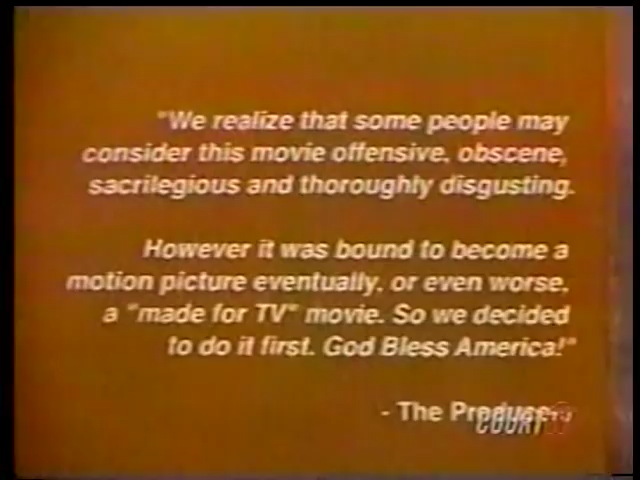 "We realize that some people may
consider this movie offensive, obscene,
sacrilegious and thoroughly disgusting.
However it was bound to become a
motion picture eventually, or even worse,
a "made for TV" movie. So we decided
to do it first. God Bless America!"
- The Producers
COURT TV